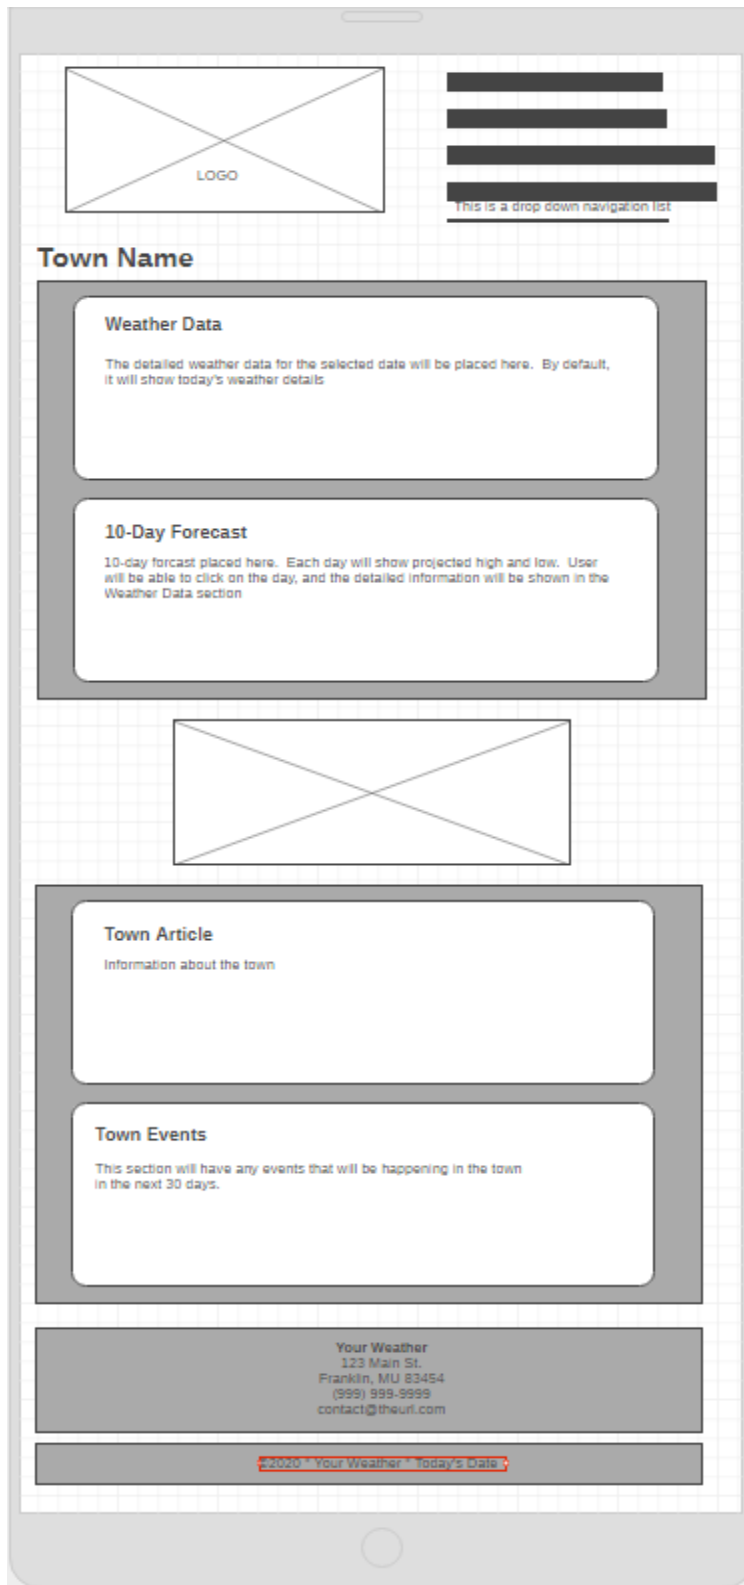 LOGO
This is a drop down navigation list
Town Name
Weather Data
The detailed weather data for the selected date will be placed here. By default,
it will show today's weather details
10-Day Forecast
10-day forcast placed here. Each day will show projected high and low. User
will be able to click on the day, and the detailed information will be shown in the
Weather Data section
Town Article
Information about the town
Town Events
This section will have any events that will be happening in the town
in the next 30 days.
Your Weather
123 Main St.
Franklin, MU 83454
(999) 999-9999
contact@theurl.com
©2020 * Your Weather * Today's Date *